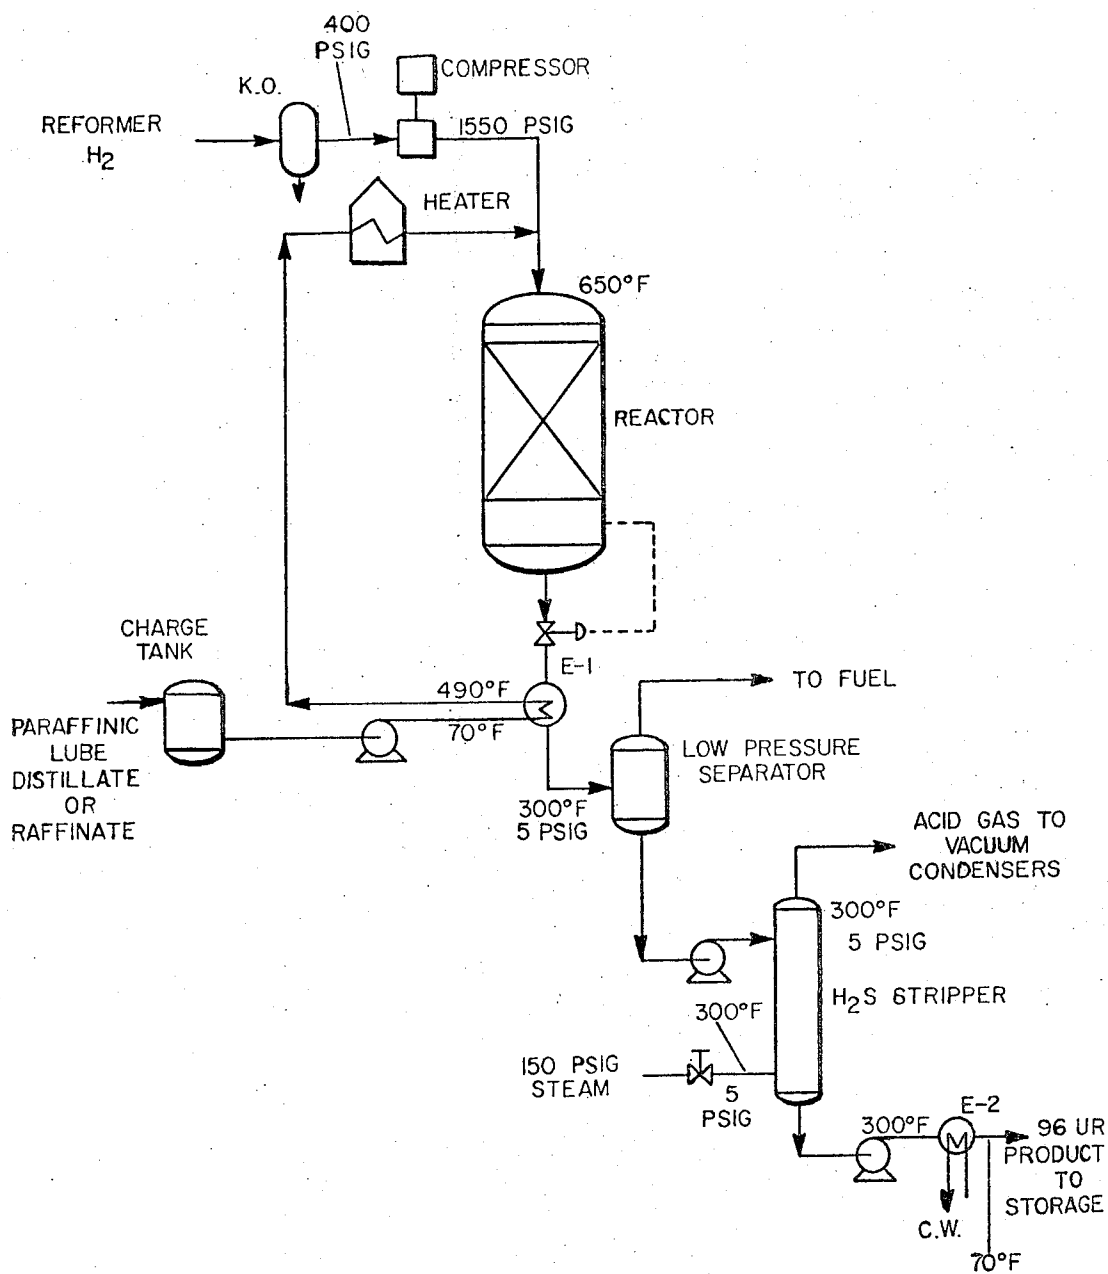 400
PSIG
COMPRESSOR
K.O.
REFORMER
H2
1550 PSIG
HEATER
650°F
REACTOR
CHARGE
TANK
E-1
490°F
70°F
TO FUEL
PARAFFINIC
LUBE
DISTILLATE
OR
RAFFINATE
LOW PRESSURE
SEPARATOR
300°F
5 PSIG
ACID GAS TO
VACUUM
CONDENSERS
300°F
5 PSIG
H2S STRIPPER
300°F
150 PSIG
STEAM
5
PSIG
E-2
300°F
96 UR
PRODUCT
TO
STORAGE
C.W.
70°F